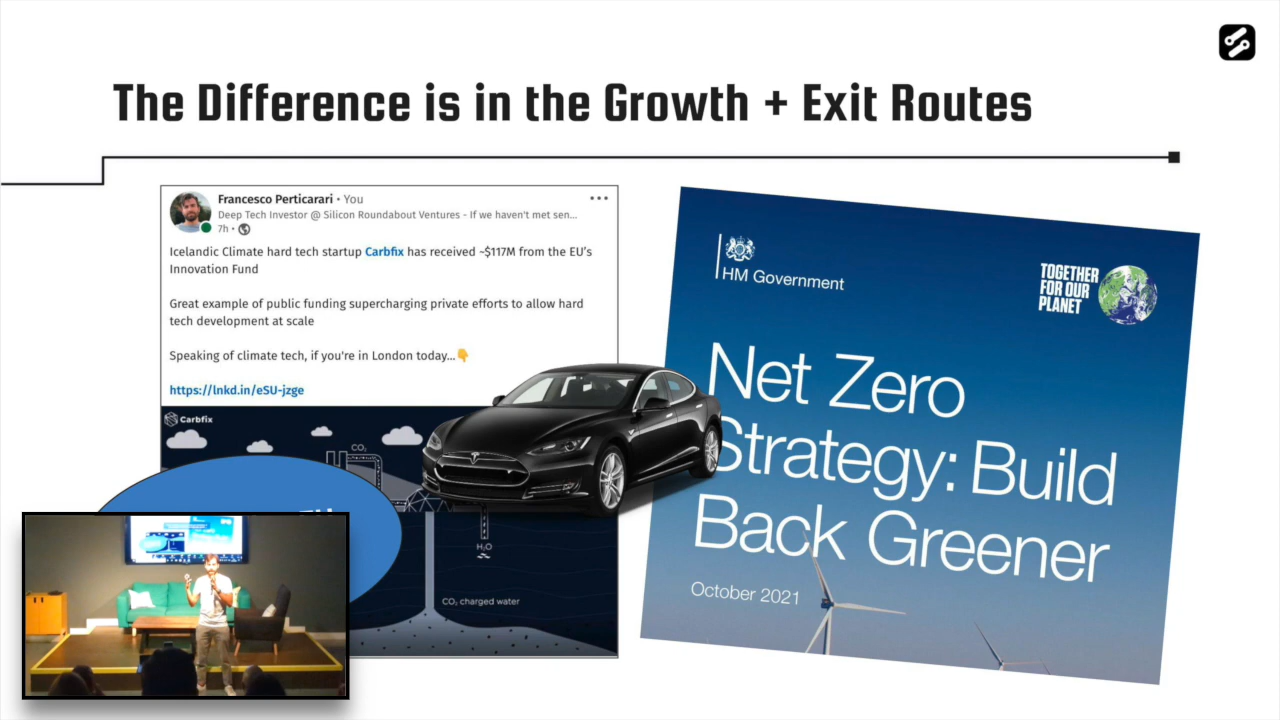 The Difference is in the Growth + Exit Routes
Francesco Perticarari • You
Deep Tech Investor @ Silicon Roundabout Ventures - If we haven't met sen...
7h •
Icelandic Climate hard tech startup Carbfix has received ~$117M from the EU's
Innovation Fund
Great example of public funding supercharging private efforts to allow hard
tech development at scale
Speaking of climate tech, if you're in London today...👇
https://lnkd.in/eSU-jzge
Carbfix
CO₂
H₂O
CO₂ charged water
HM Government
TOGETHER
FOR OUR
PLANET
Net Zero
Strategy: Build
Back Greener
October 2021